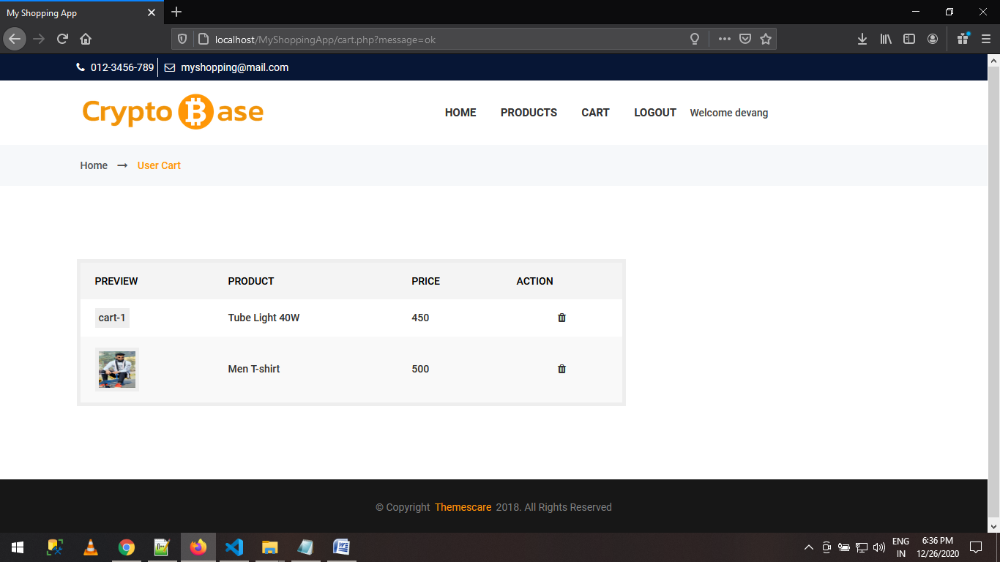 My Shopping App
localhost/MyShoppingApp/cart.php?message=ok
012-3456-789 myshopping@mail.com
Crypto Base
HOME PRODUCTS CART LOGOUT Welcome devang
Home User Cart
PREVIEW PRODUCT PRICE ACTION
cart-1 Tube Light 40W 450
Men T-shirt 500
© Copyright Themescare 2018. All Rights Reserved
ENG 6:36 PM
IN 12/26/2020